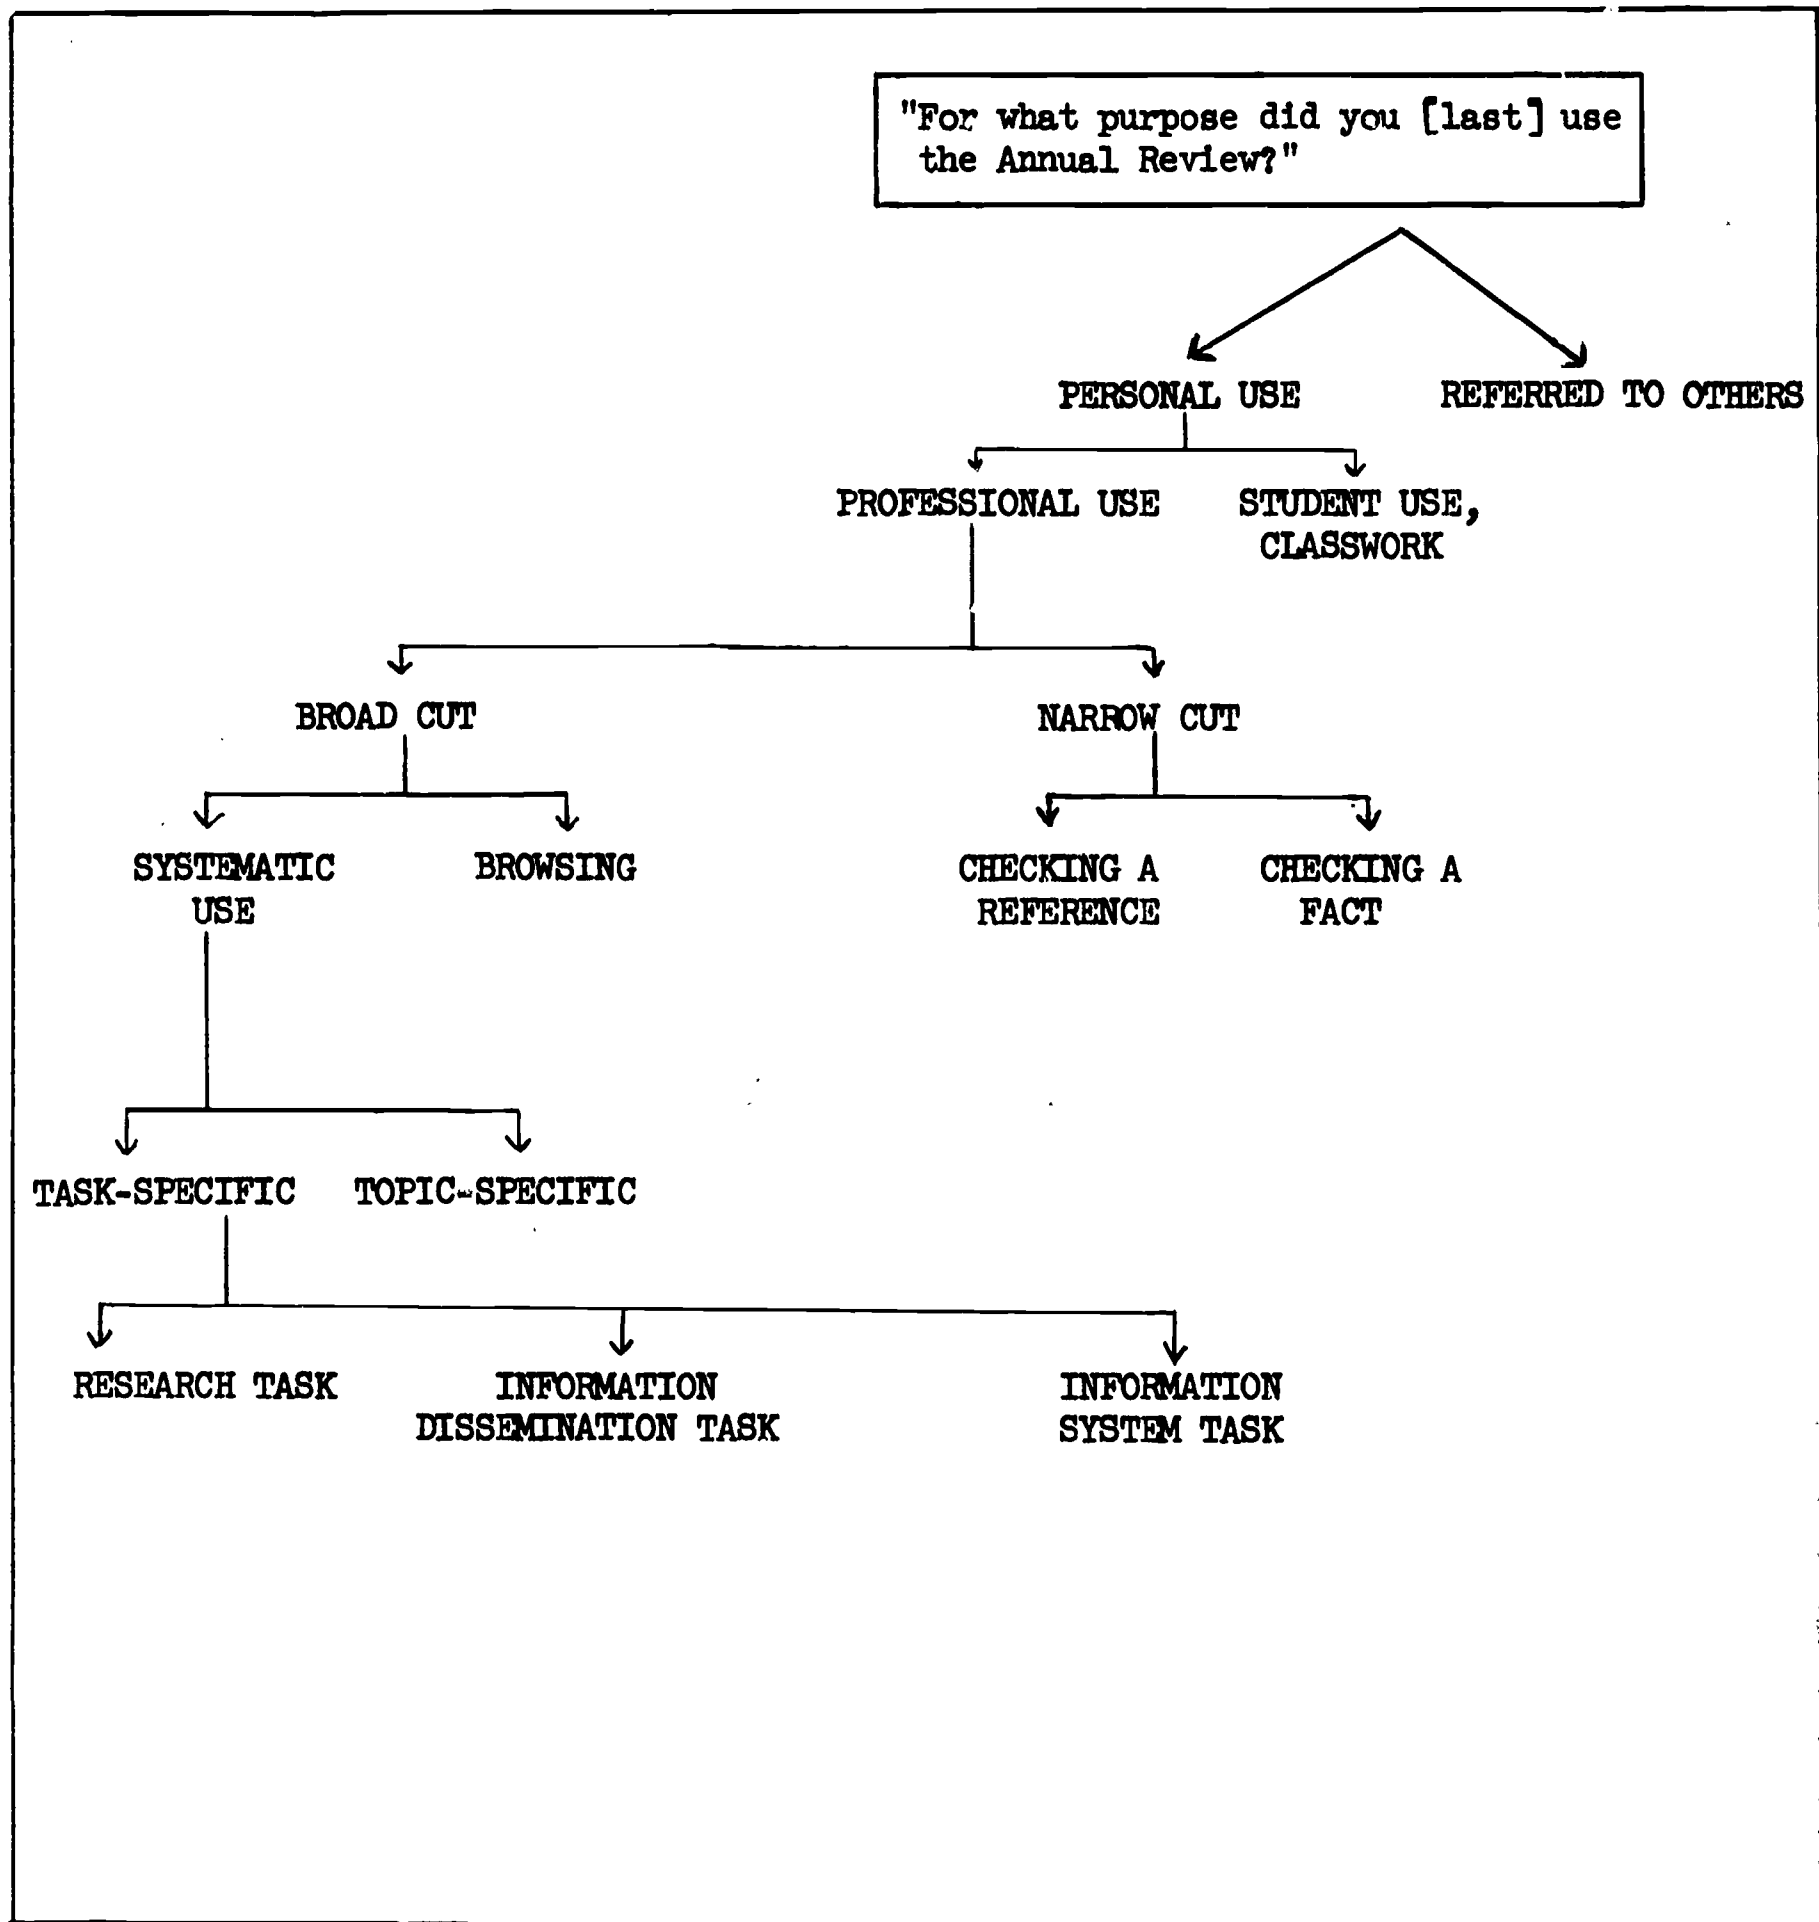 "For what purpose did you [last] use
the Annual Review?"
PERSONAL USE
REFERRED TO OTHERS
PROFESSIONAL USE
STUDENT USE,
CLASSWORK
BROAD CUT
NARROW CUT
SYSTEMATIC
USE
BROWSING
CHECKING A
REFERENCE
CHECKING A
FACT
TASK-SPECIFIC
TOPIC-SPECIFIC
RESEARCH TASK
INFORMATION
DISSEMINATION TASK
INFORMATION
SYSTEM TASK